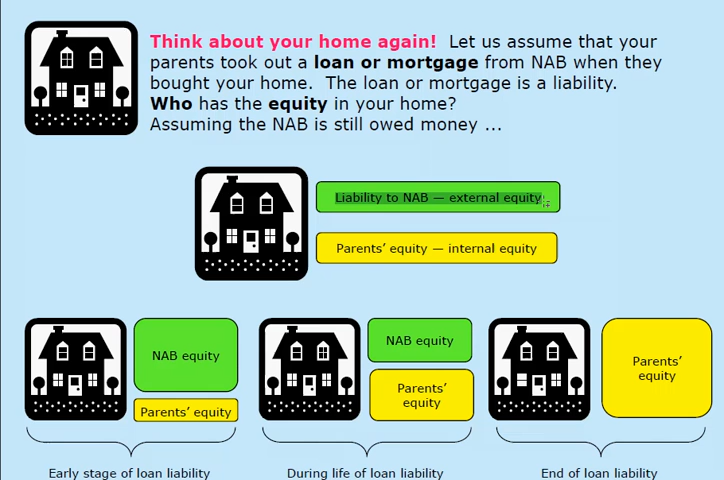 Think about your home again!  Let us assume that your
parents took out a loan or mortgage from NAB when they
bought your home.  The loan or mortgage is a liability.
Who has the equity in your home?
Assuming the NAB is still owed money ...
Liability to NAB — external equity
Parents’ equity — internal equity
NAB equity
Parents’ equity
NAB equity
Parents’
equity
Parents’
equity
Early stage of loan liability
During life of loan liability
End of loan liability